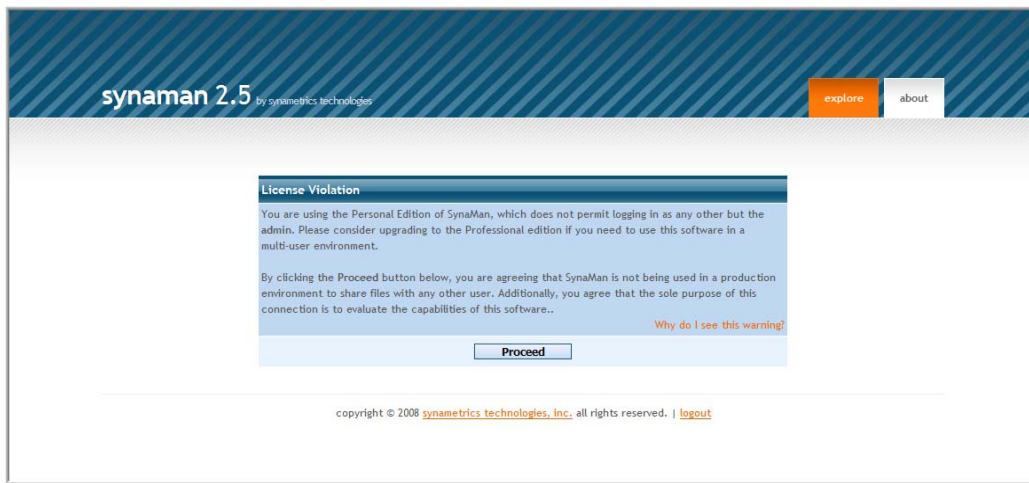 synaman 2.5 by synametrics technologies
explore
about
License Violation
You are using the Personal Edition of SynaMan, which does not permit logging in as any other but the
admin. Please consider upgrading to the Professional edition if you need to use this software in a
multi-user environment.
By clicking the Proceed button below, you are agreeing that SynaMan is not being used in a production
environment to share files with any other user. Additionally, you agree that the sole purpose of this
connection is to evaluate the capabilities of this software..
Why do I see this warning?
Proceed
copyright © 2008 synametrics technologies, inc. all rights reserved. | logout